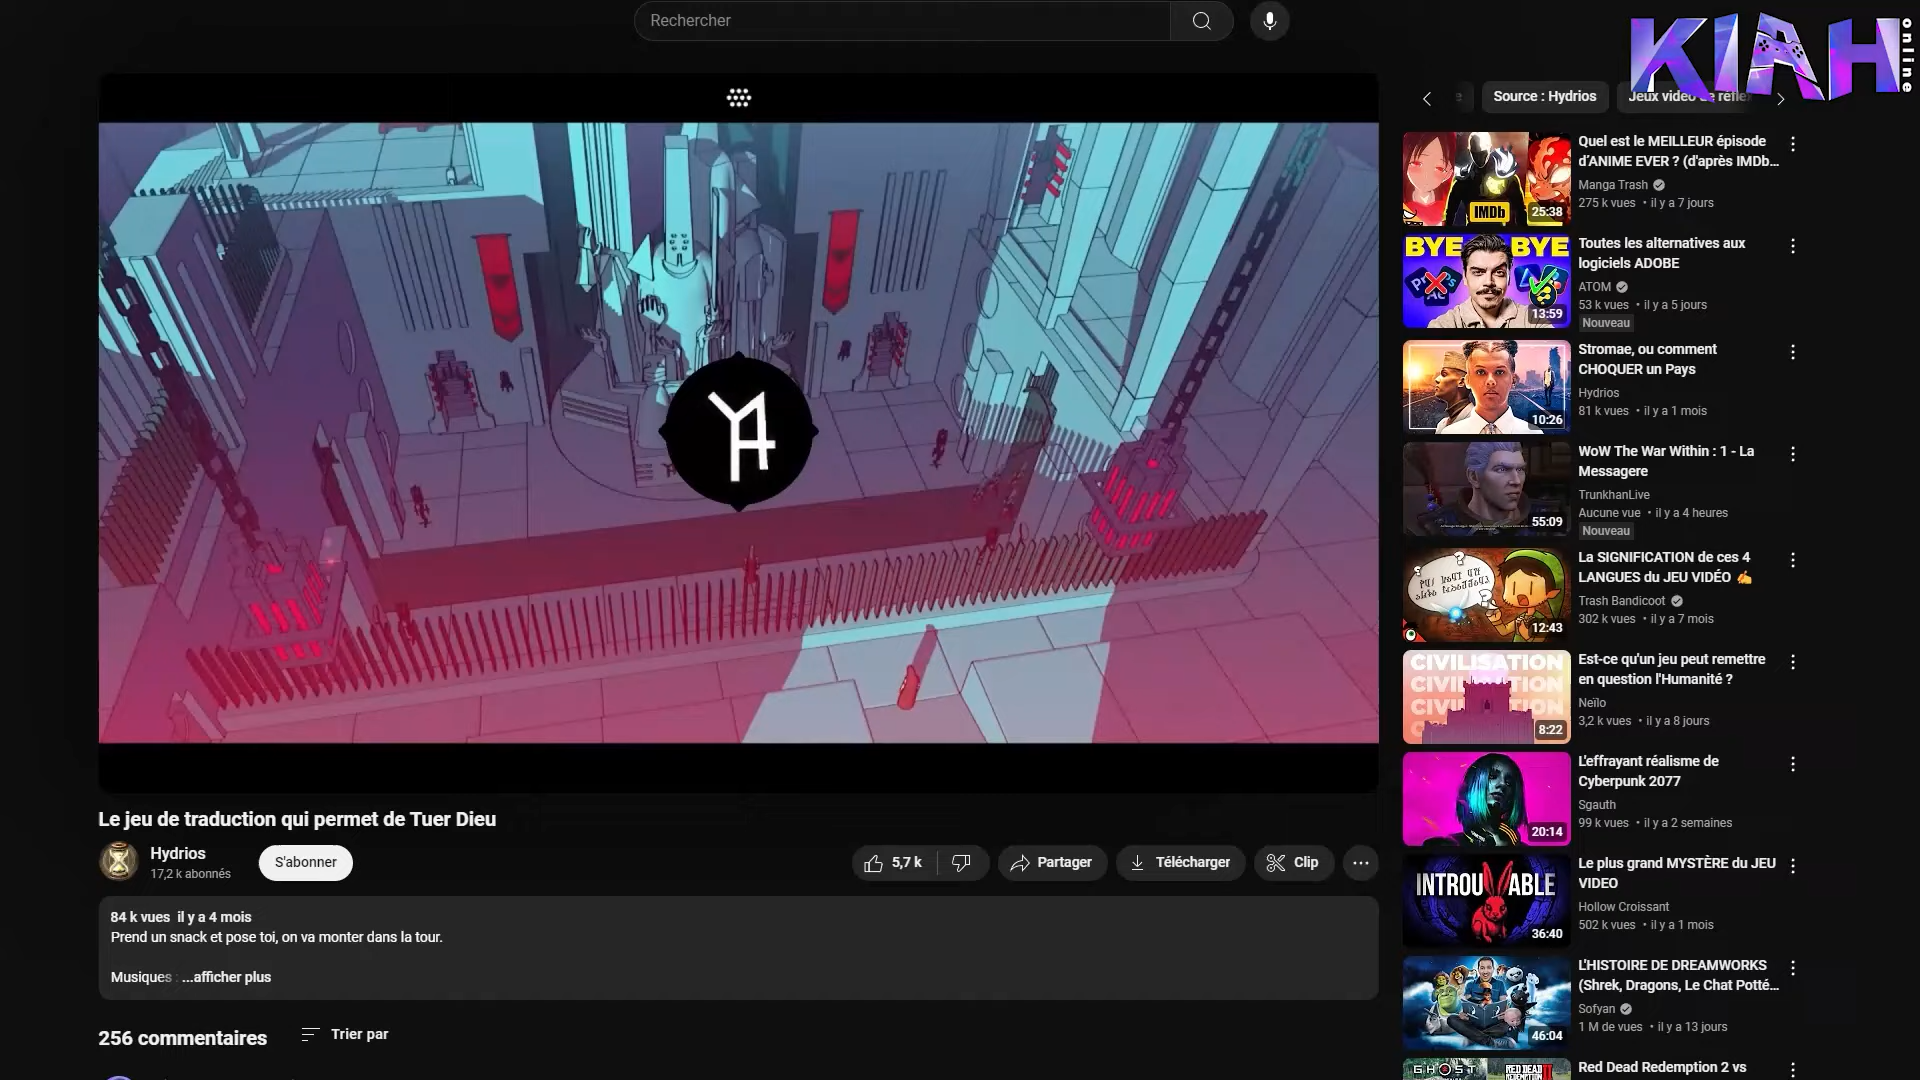 Rechercher
KIAH
online
Source : Hydrios
Quel est le MEILLEUR épisode
d'ANIME EVER ? (d'après IMDb...
Manga Trash
275 k vues • il y a 7 jours
IMDb
25:38
BYE BYE
Toutes les alternatives aux
logiciels ADOBE
ATOM
53 k vues • il y a 5 jours
Nouveau
13:59
Stromae, ou comment
CHOQUER un Pays
Hydrios
81 k vues • il y a 1 mois
10:26
WoW The War Within : 1 - La
Messagere
TrunkhanLive
Aucune vue • il y a 4 heures
Nouveau
55:09
La SIGNIFICATION de ces 4
LANGUES du JEU VIDÉO ✍️
Trash Bandicoot
302 k vues • il y a 7 mois
12:43
CIVILISATION
Est-ce qu'un jeu peut remettre
en question l'Humanité ?
Neïlo
3,2 k vues • il y a 8 jours
8:22
L'effrayant réalisme de
Cyberpunk 2077
Sgauth
99 k vues • il y a 2 semaines
20:14
INTROUVABLE
Le plus grand MYSTÈRE du JEU
VIDEO
Hollow Croissant
502 k vues • il y a 1 mois
36:40
L'HISTOIRE DE DREAMWORKS
(Shrek, Dragons, Le Chat Potté...
Sofyan
1 M de vues • il y a 13 jours
46:04
GHOST
RED DEAD
Red Dead Redemption 2 vs
Le jeu de traduction qui permet de Tuer Dieu
Hydrios
17,2 k abonnés
S'abonner
5,7 k
Partager
Télécharger
Clip
84 k vues il y a 4 mois
Prend un snack et pose toi, on va monter dans la tour.
Musiques : ...afficher plus
256 commentaires
Trier par